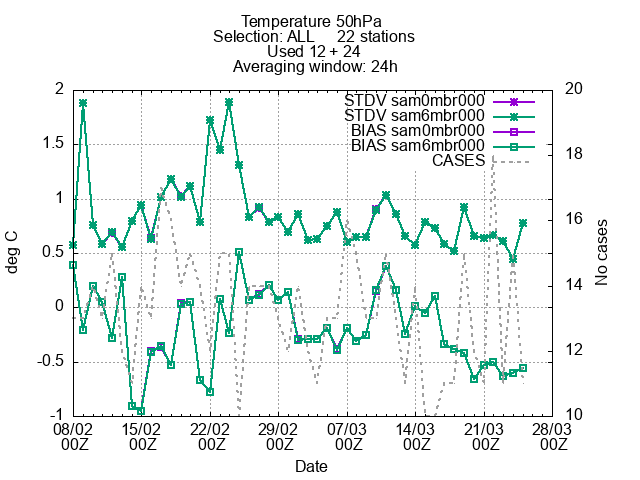 Temperature 50hPa
Selection: ALL 22 stations
Used 12 + 24
Averaging window: 24h
STDV sam0mbr000
STDV sam6mbr000
BIAS sam0mbr000
BIAS sam6mbr000
CASES
2
1.5
1
0.5
0
-0.5
-1
deg C
20
18
16
14
12
10
No cases
08/02 15/02 22/02 29/02 07/03 14/03 21/03 28/03
00Z 00Z 00Z 00Z 00Z 00Z 00Z 00Z
Date